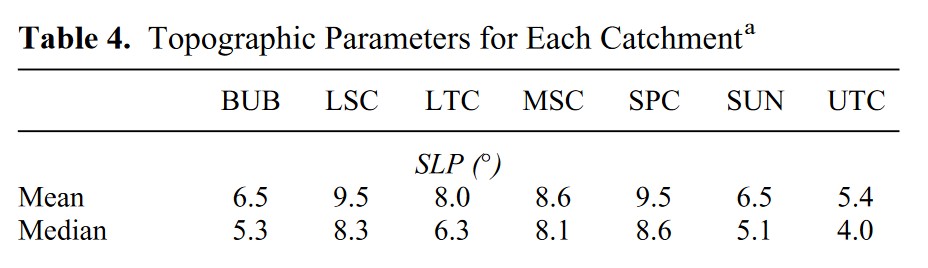 Table 4. Topographic Parameters for Each Catchmentᵃ
BUB LSC LTC MSC SPC SUN UTC
SLP (°)
Mean 6.5 9.5 8.0 8.6 9.5 6.5 5.4
Median 5.3 8.3 6.3 8.1 8.6 5.1 4.0